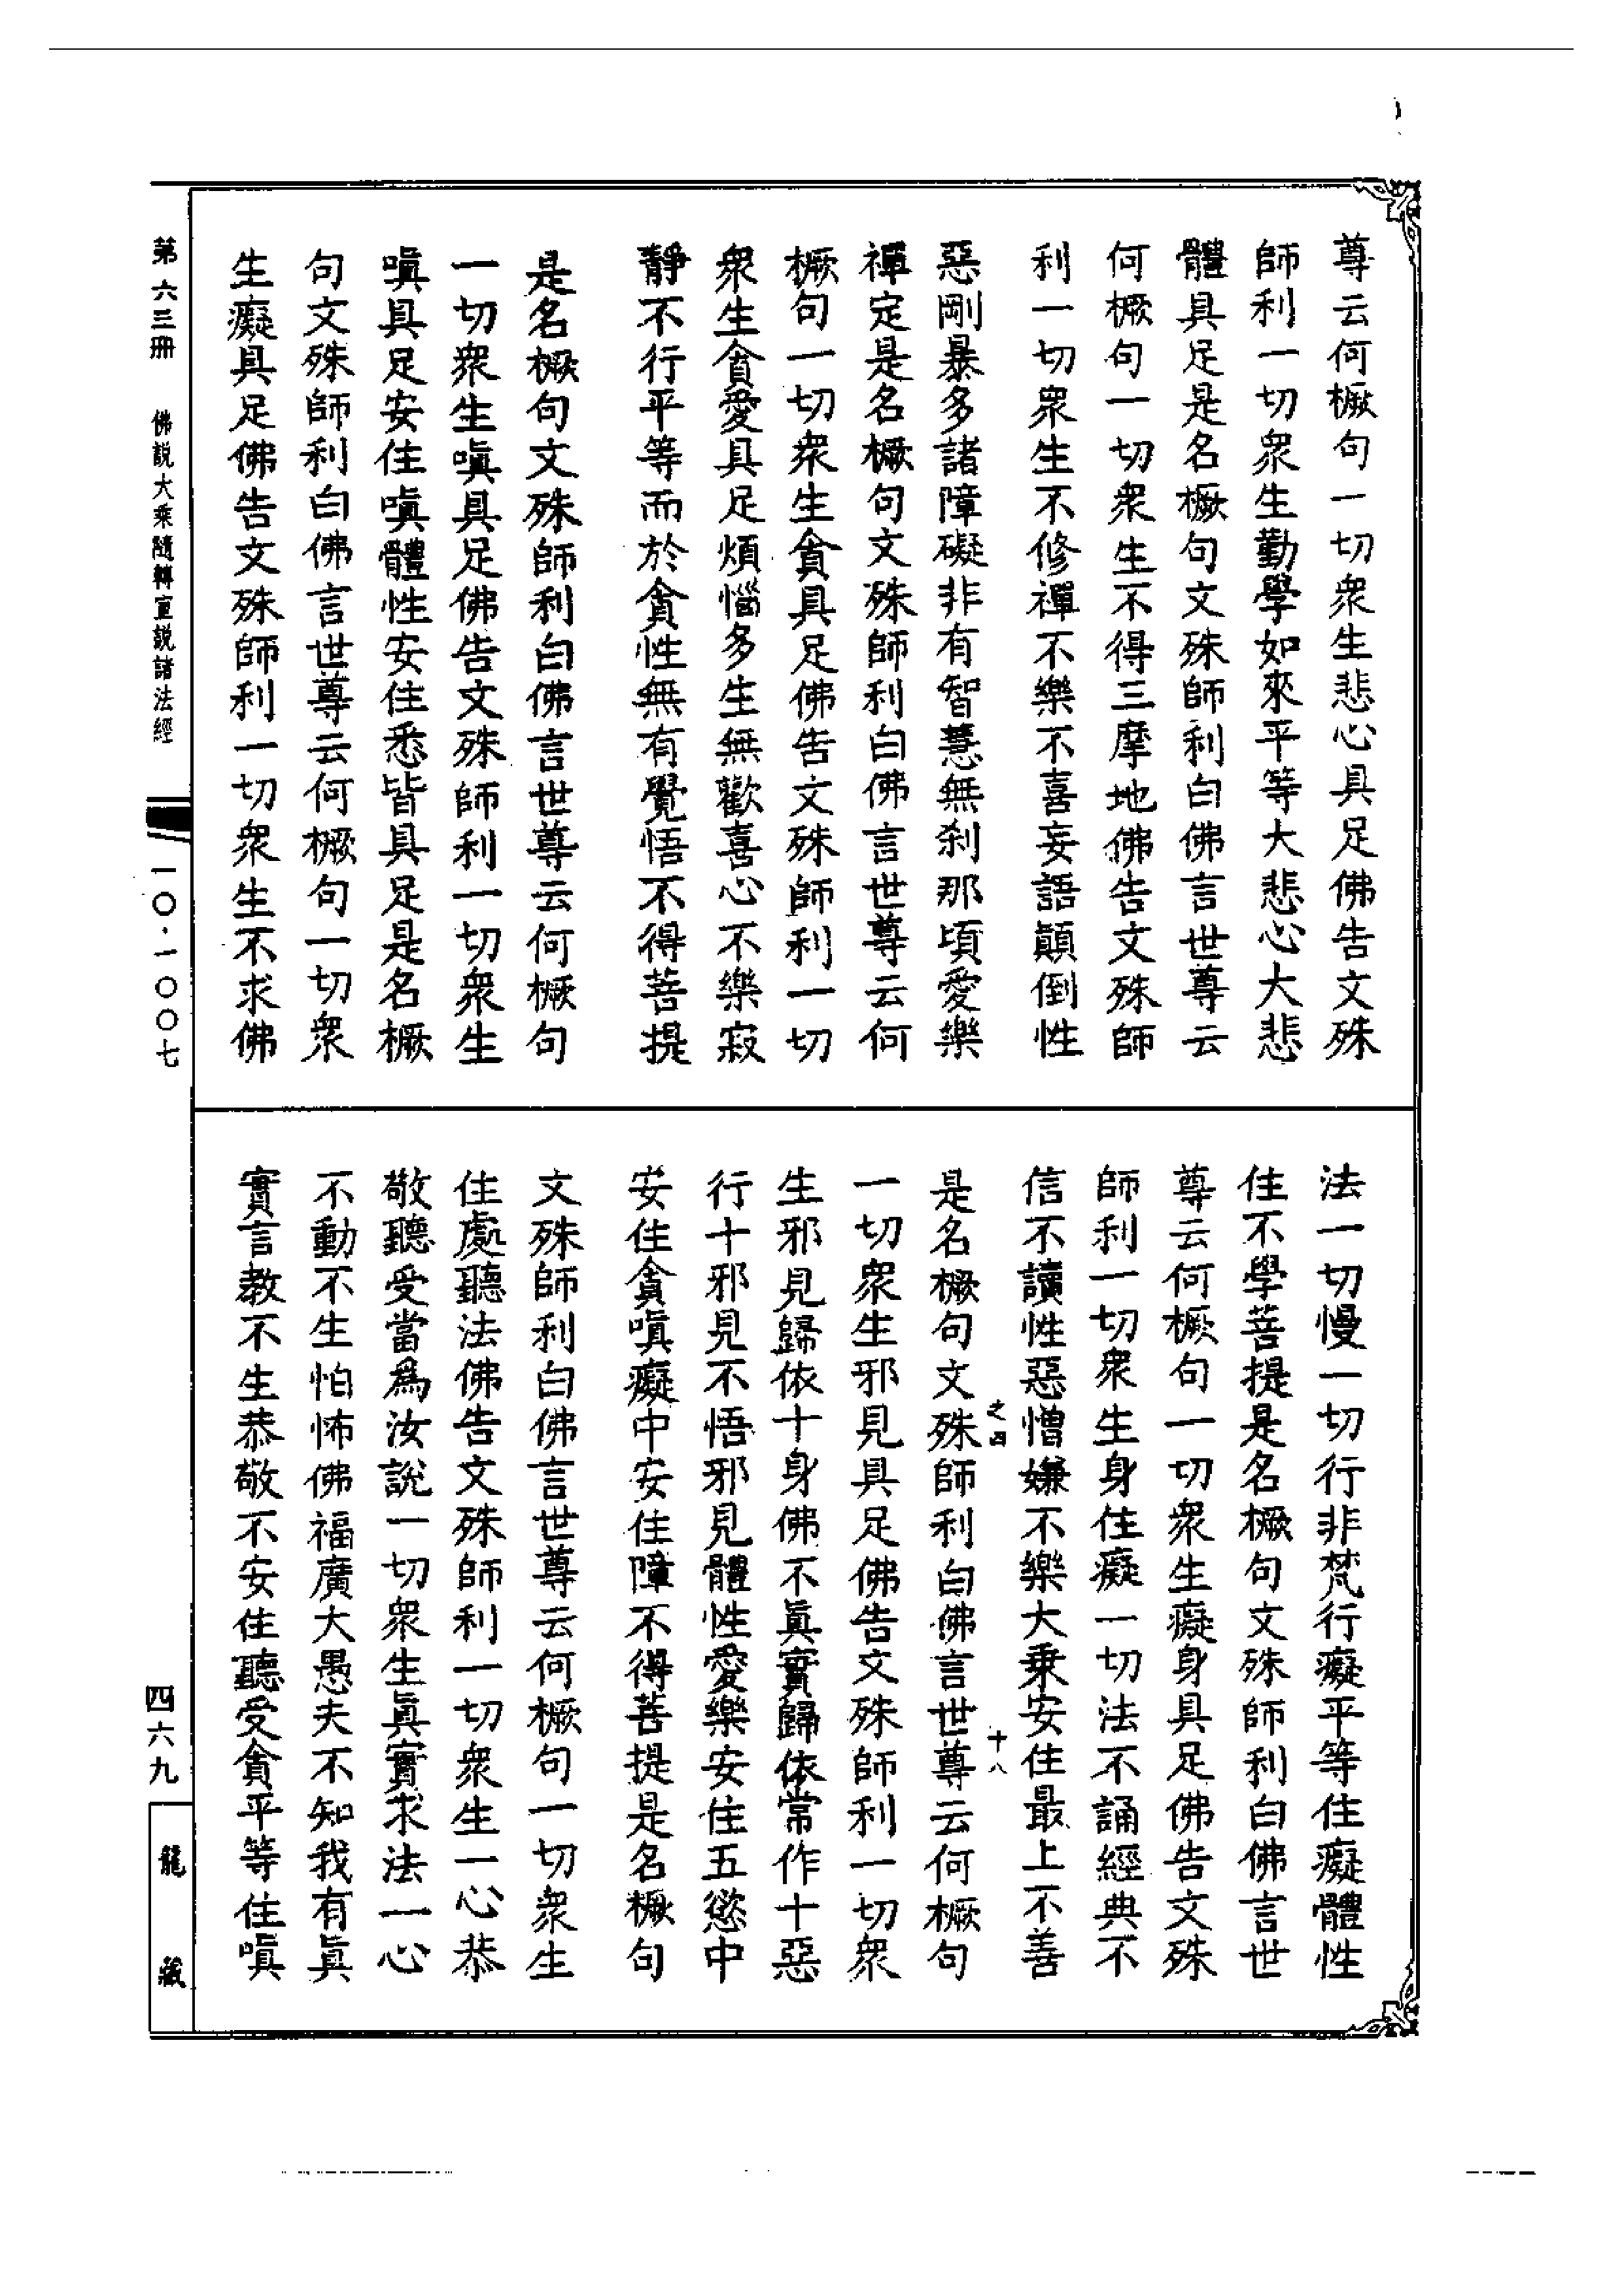 尊云何橛句一切衆生悲心具足佛告文殊
師利一切衆生勤學如來平等大悲心大悲
體具足是名橛句文殊師利白佛言世尊云
何橛句一切衆生不得三摩地佛告文殊師
利一切衆生不修禪不樂不喜妄語顛倒性
惡剛暴多諸障礙非有智慧無刹那頃愛樂
禪定是名橛句文殊師利白佛言世尊云何
橛句一切衆生貪具足佛告文殊師利一切
衆生貪愛具足煩惱多生無歡喜心不樂寂
靜不行平等而於貪性無有覺悟不得菩提
是名橛句文殊師利白佛言世尊云何橛句
一切衆生嗔具足佛告文殊師利一切衆生
嗔具足安住嗔體性安住悉皆具足是名橛
句文殊師利白佛言世尊云何橛句一切衆
生癡具足佛告文殊師利一切衆生不求佛
法一切慢一切行非梵行癡平等住癡體性
住不學菩提是名橛句文殊師利白佛言世
尊云何橛句一切衆生癡身具足佛告文殊
師利一切衆生身住癡一切法不誦經典不
信不讀性惡憎嫌不樂大乘安住最上不善
之四 十八
是名橛句文殊師利白佛言世尊云何橛句
一切衆生邪見具足佛告文殊師利一切衆
生邪見歸依十身佛不眞實歸依常作十惡
行十邪見不悟邪見體性愛樂安住五慾中
安住貪嗔癡中安住障不得菩提是名橛句
文殊師利白佛言世尊云何橛句一切衆生
住處聽法佛告文殊師利一切衆生一心恭
敬聽受當爲汝說一切衆生眞實求法一心
不動不生怕怖佛福廣大愚夫不知我有眞
實言教不生恭敬不安住聽受貪平等住嗔
第六三冊 佛説大乘隨轉宣説諸法經 一〇·一〇〇七 四六九 龍藏